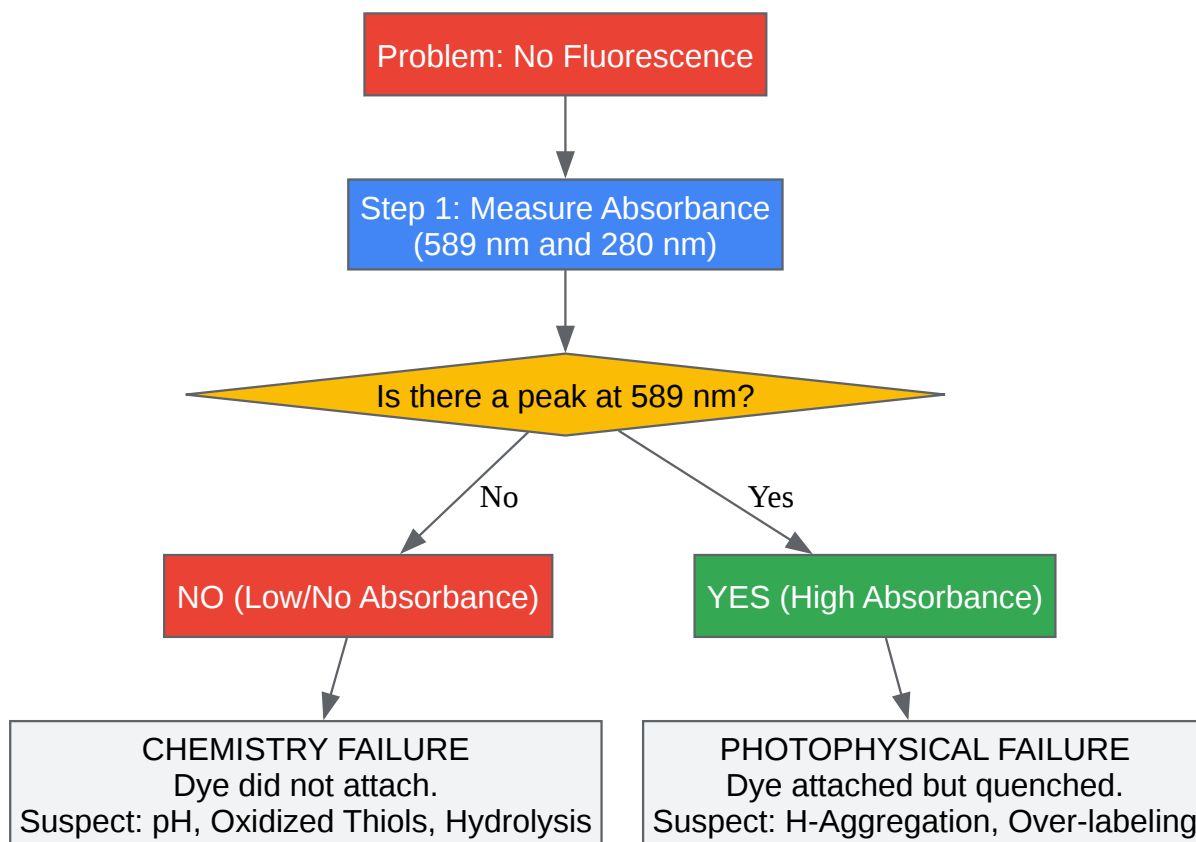 Problem: No Fluorescence
Step 1: Measure Absorbance
(589 nm and 280 nm)
Is there a peak at 589 nm?
No
Yes
NO (Low/No Absorbance)
YES (High Absorbance)
CHEMISTRY FAILURE
Dye did not attach.
Suspect: pH, Oxidized Thiols, Hydrolysis
PHOTOPHYSICAL FAILURE
Dye attached but quenched.
Suspect: H-Aggregation, Over-labeling